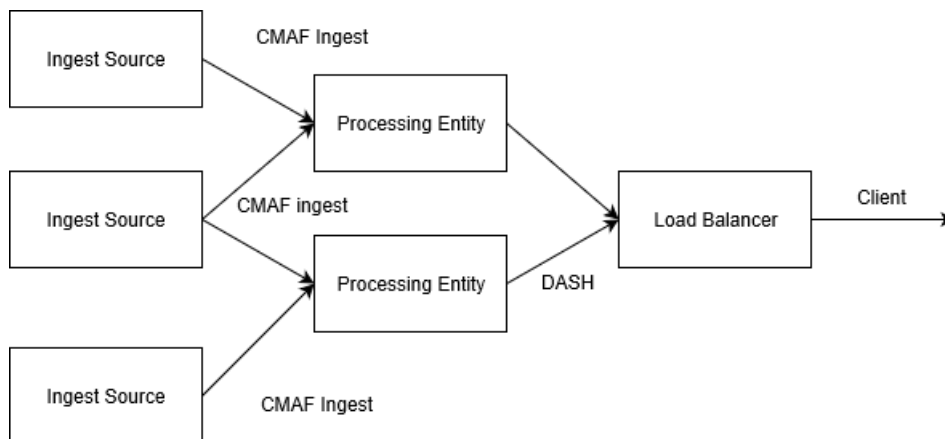 CMAF Ingest
Ingest Source
Processing Entity
Client
Ingest Source
CMAF ingest
Load Balancer
Processing Entity
DASH
Ingest Source
CMAF Ingest